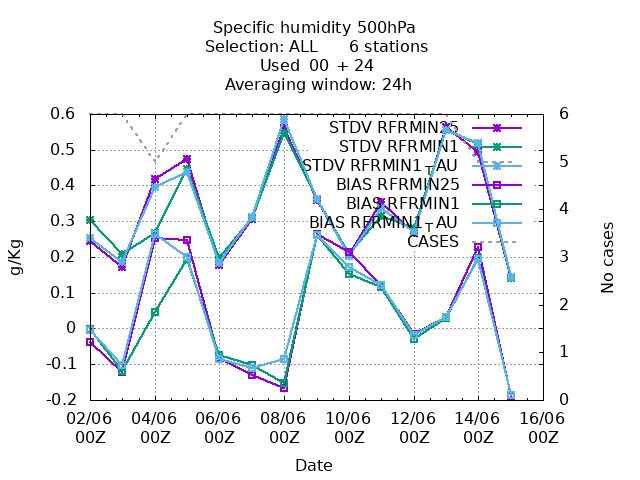 Specific humidity 500hPa
Selection: ALL 6 stations
Used 00 + 24
Averaging window: 24h
0.6
0.5
0.4
0.3
0.2
0.1
0
-0.1
-0.2
g/Kg
6
5
4
3
2
1
0
No cases
STDV RFRMIN25
STDV RFRMIN1
STDV RFRMIN1TAU
BIAS RFRMIN25
BIAS RFRMIN1
BIAS RFRMIN1TAU
CASES
02/06 04/06 06/06 08/06 10/06 12/06 14/06 16/06
00Z 00Z 00Z 00Z 00Z 00Z 00Z 00Z
Date